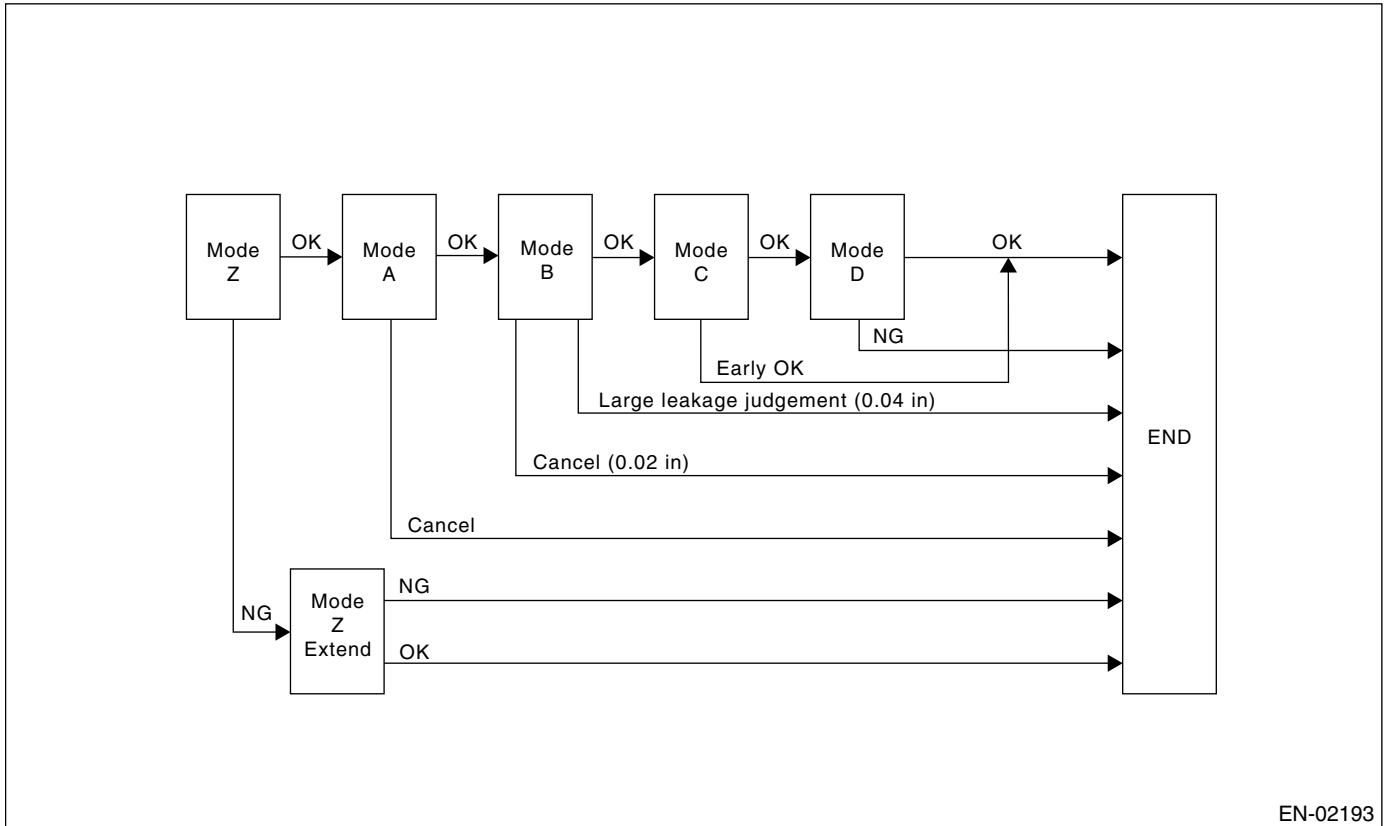 Mode
Z
OK
Mode
A
OK
Mode
B
OK
Mode
C
OK
Mode
D
OK
NG
Early OK
Large leakage judgement (0.04 in)
Cancel (0.02 in)
Cancel
END
NG
Mode
Z
Extend
NG
OK
EN-02193